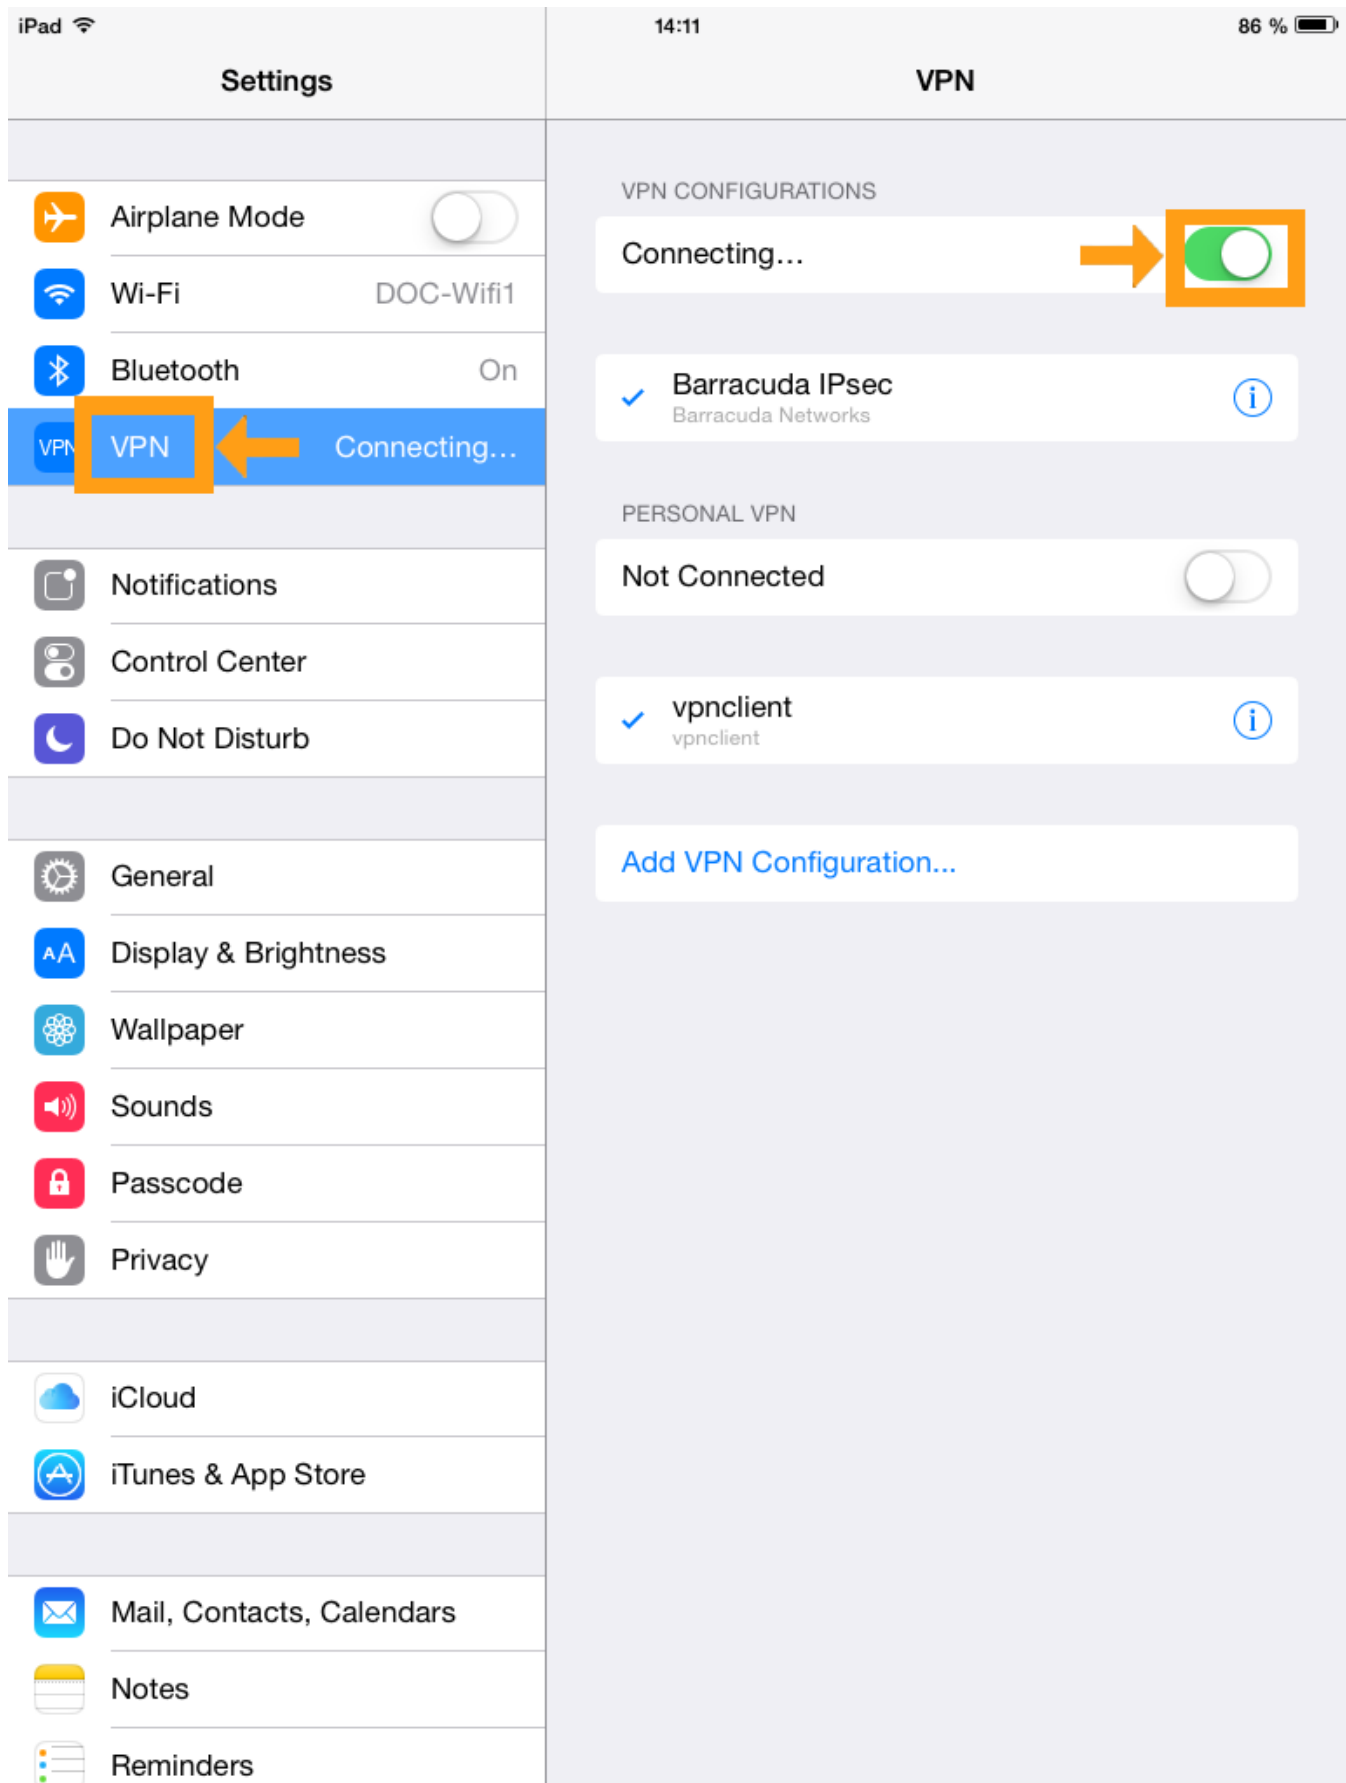 iPad
14:11
86 %
Settings
Airplane Mode
Wi-Fi DOC-Wifi1
Bluetooth On
VPN VPN Connecting...
Notifications
Control Center
Do Not Disturb
General
AA Display & Brightness
Wallpaper
Sounds
Passcode
Privacy
iCloud
iTunes & App Store
Mail, Contacts, Calendars
Notes
Reminders
VPN
VPN CONFIGURATIONS
Connecting...
Barracuda IPsec
Barracuda Networks
PERSONAL VPN
Not Connected
vpnclient
vpnclient
Add VPN Configuration...